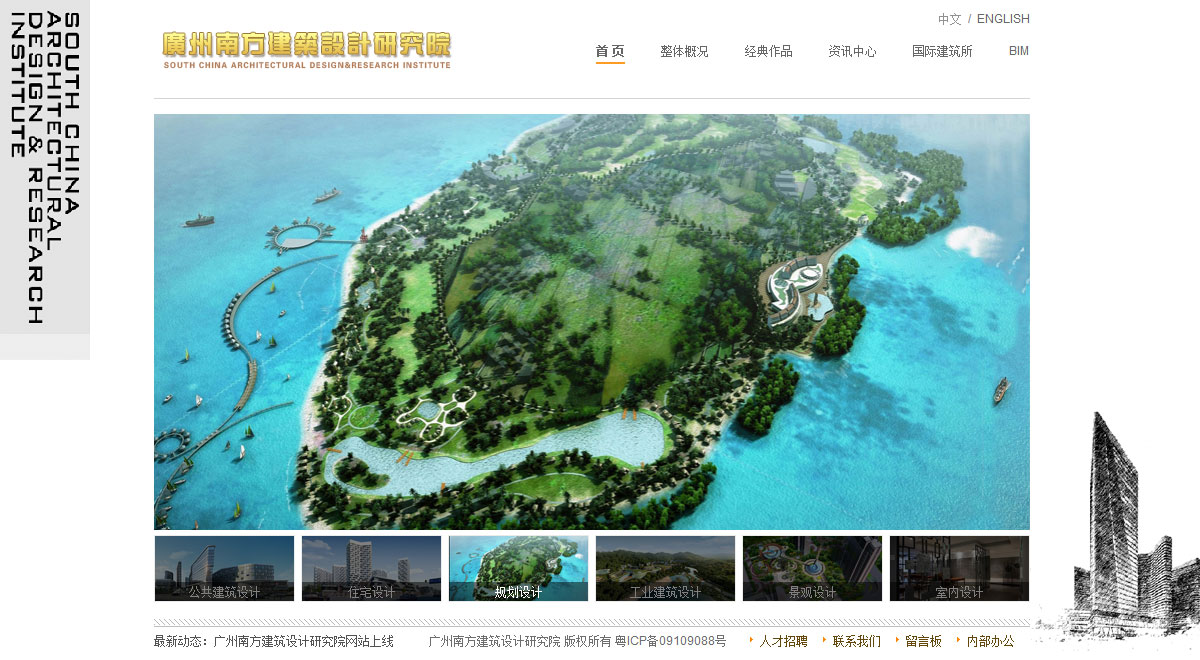 SOUTH CHINA
ARCHITECTURAL
DESIGN & RESEARCH
INSTITUTE
中文 / ENGLISH
廣州南方建築設計研究院
SOUTH CHINA ARCHITECTURAL DESIGN&RESEARCH INSTITUTE
首 页 整体概况 经典作品 资讯中心 国际建筑所 BIM
公共建筑设计 住宅设计 规划设计 工业建筑设计 景观设计 室内设计
最新动态：广州南方建筑设计研究院网站上线 广州南方建筑设计研究院 版权所有 粤ICP备09109088号 人才招聘 联系我们 留言板 内部办公